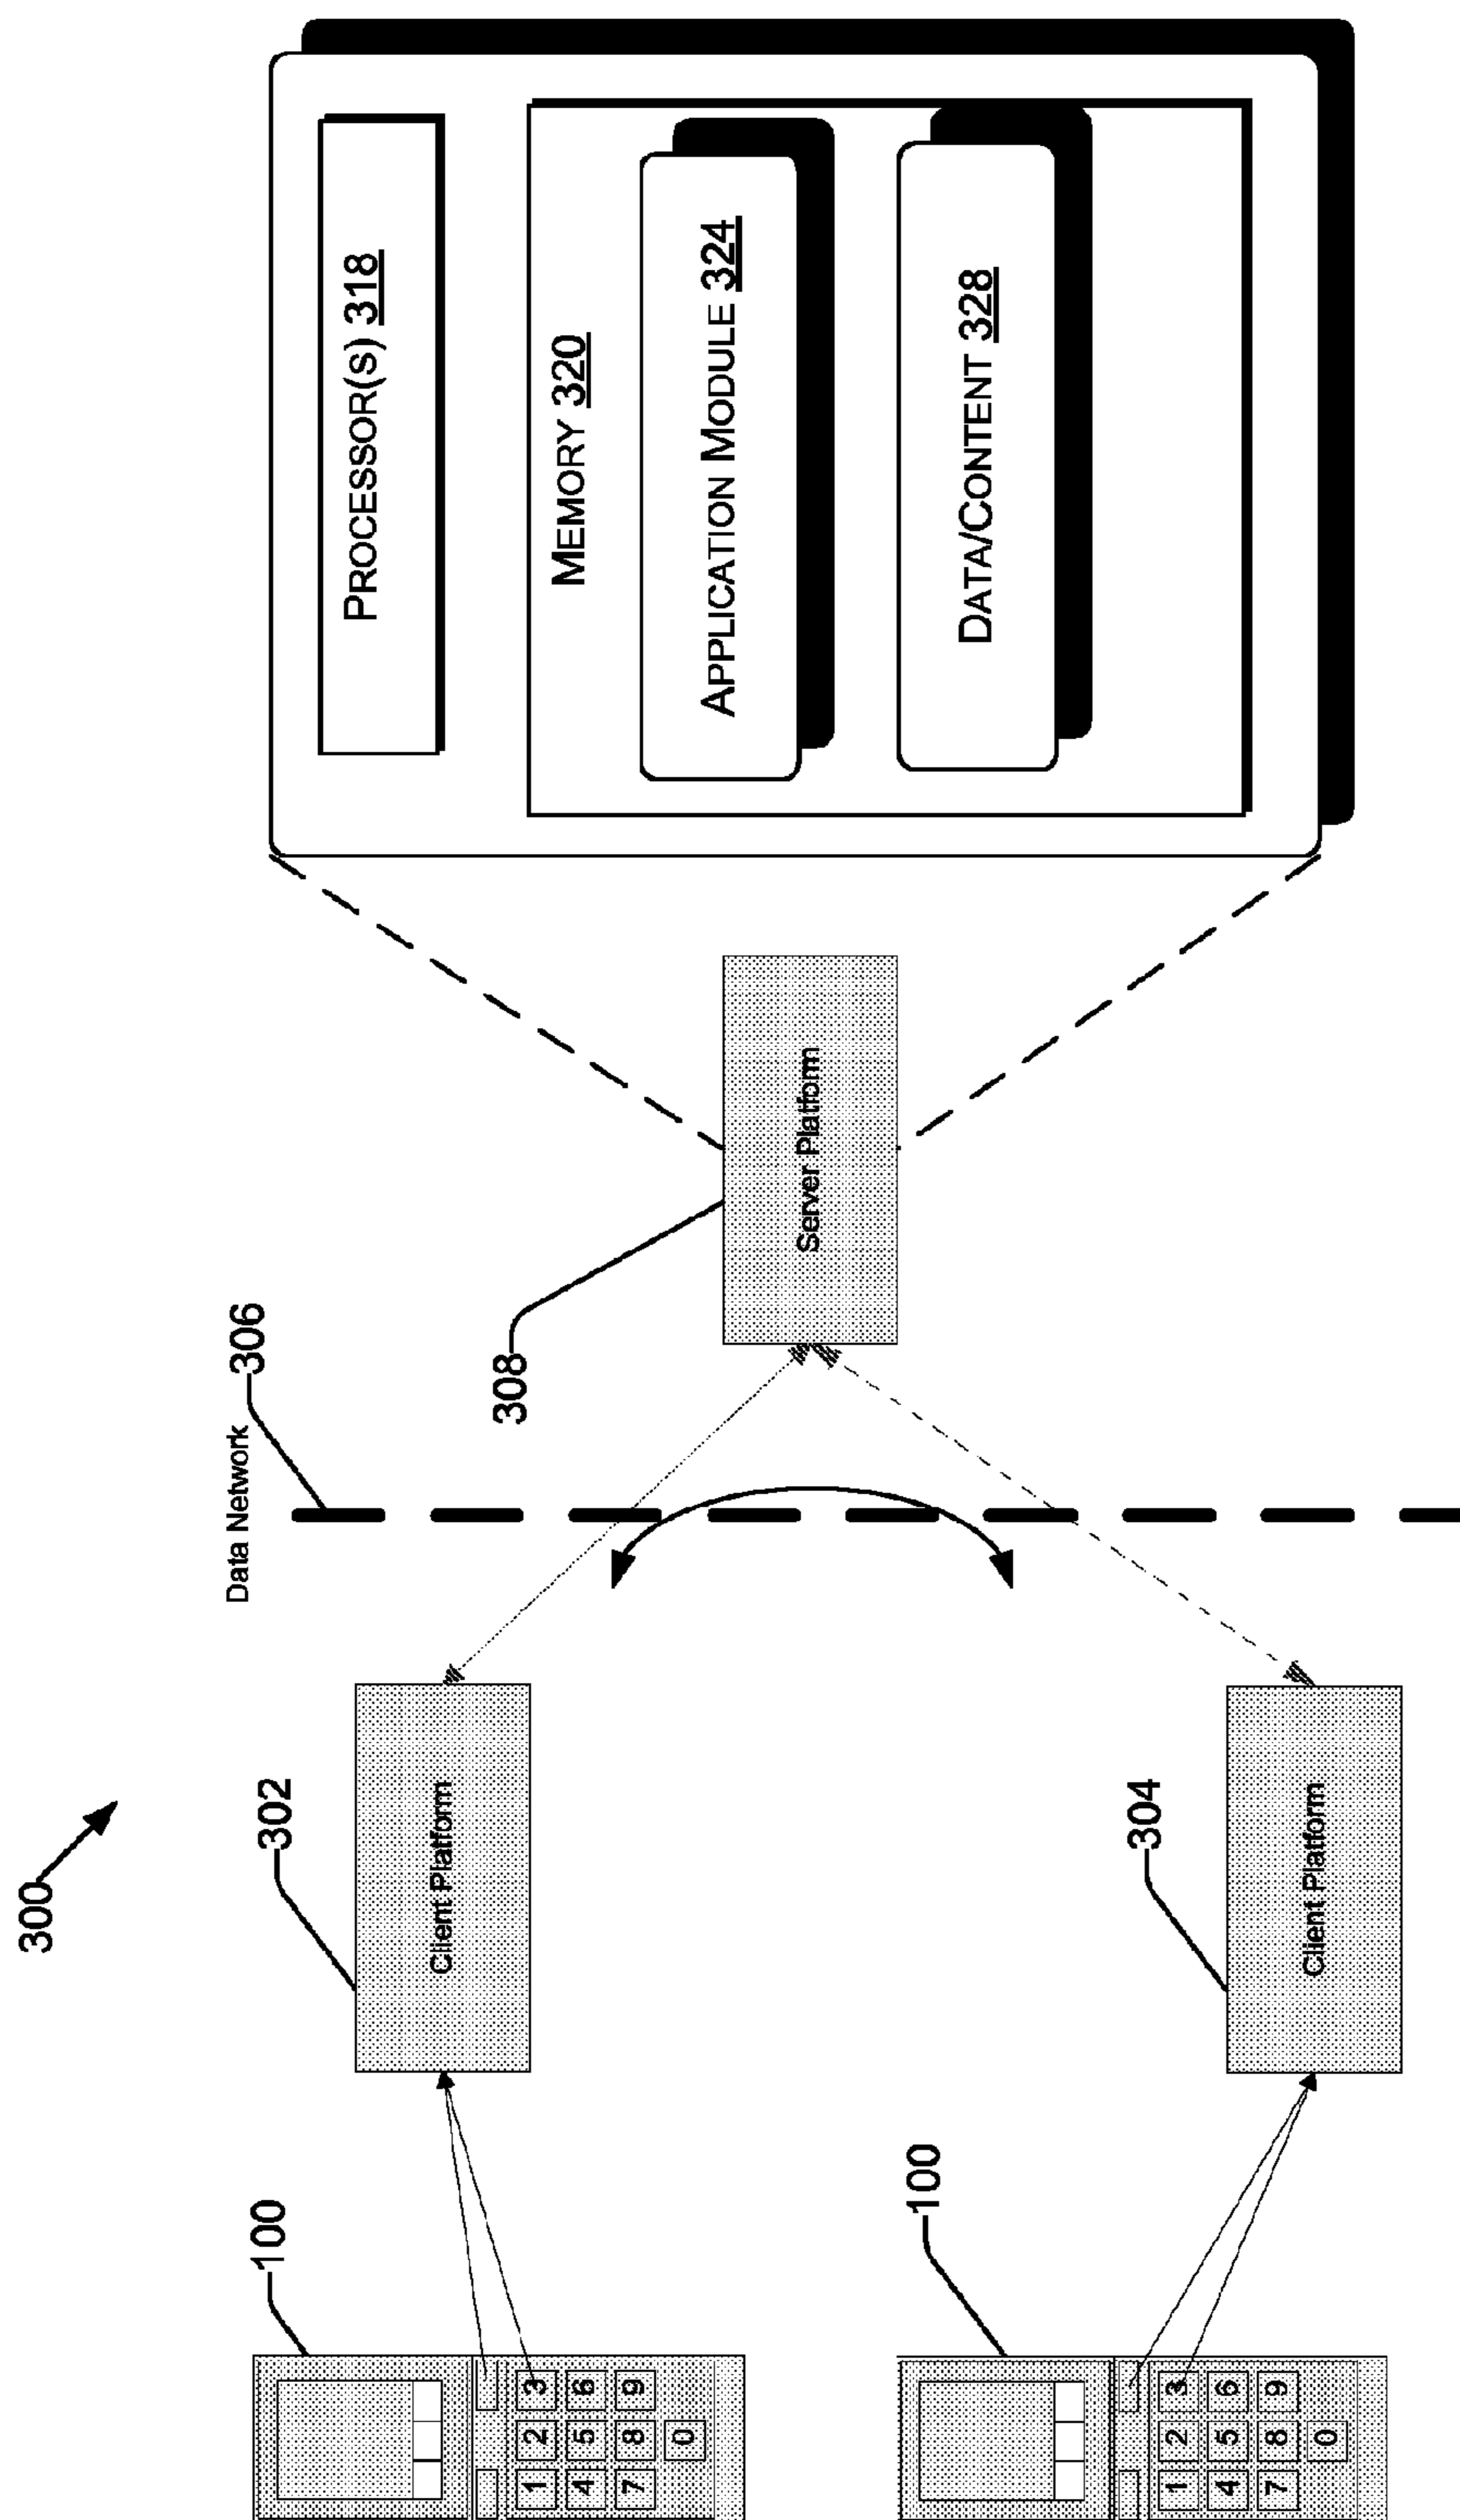 300
Data Network
306
100
302
PROCESSOR(S) 318
Client Platform
308
1 2 3
4 5 6
7 8 9
0
MEMORY 320
APPLICATION MODULE 324
Server Platform
100
DATA/CONTENT 328
304
1 2 3
4 5 6
7 8 9
0
Client Platform